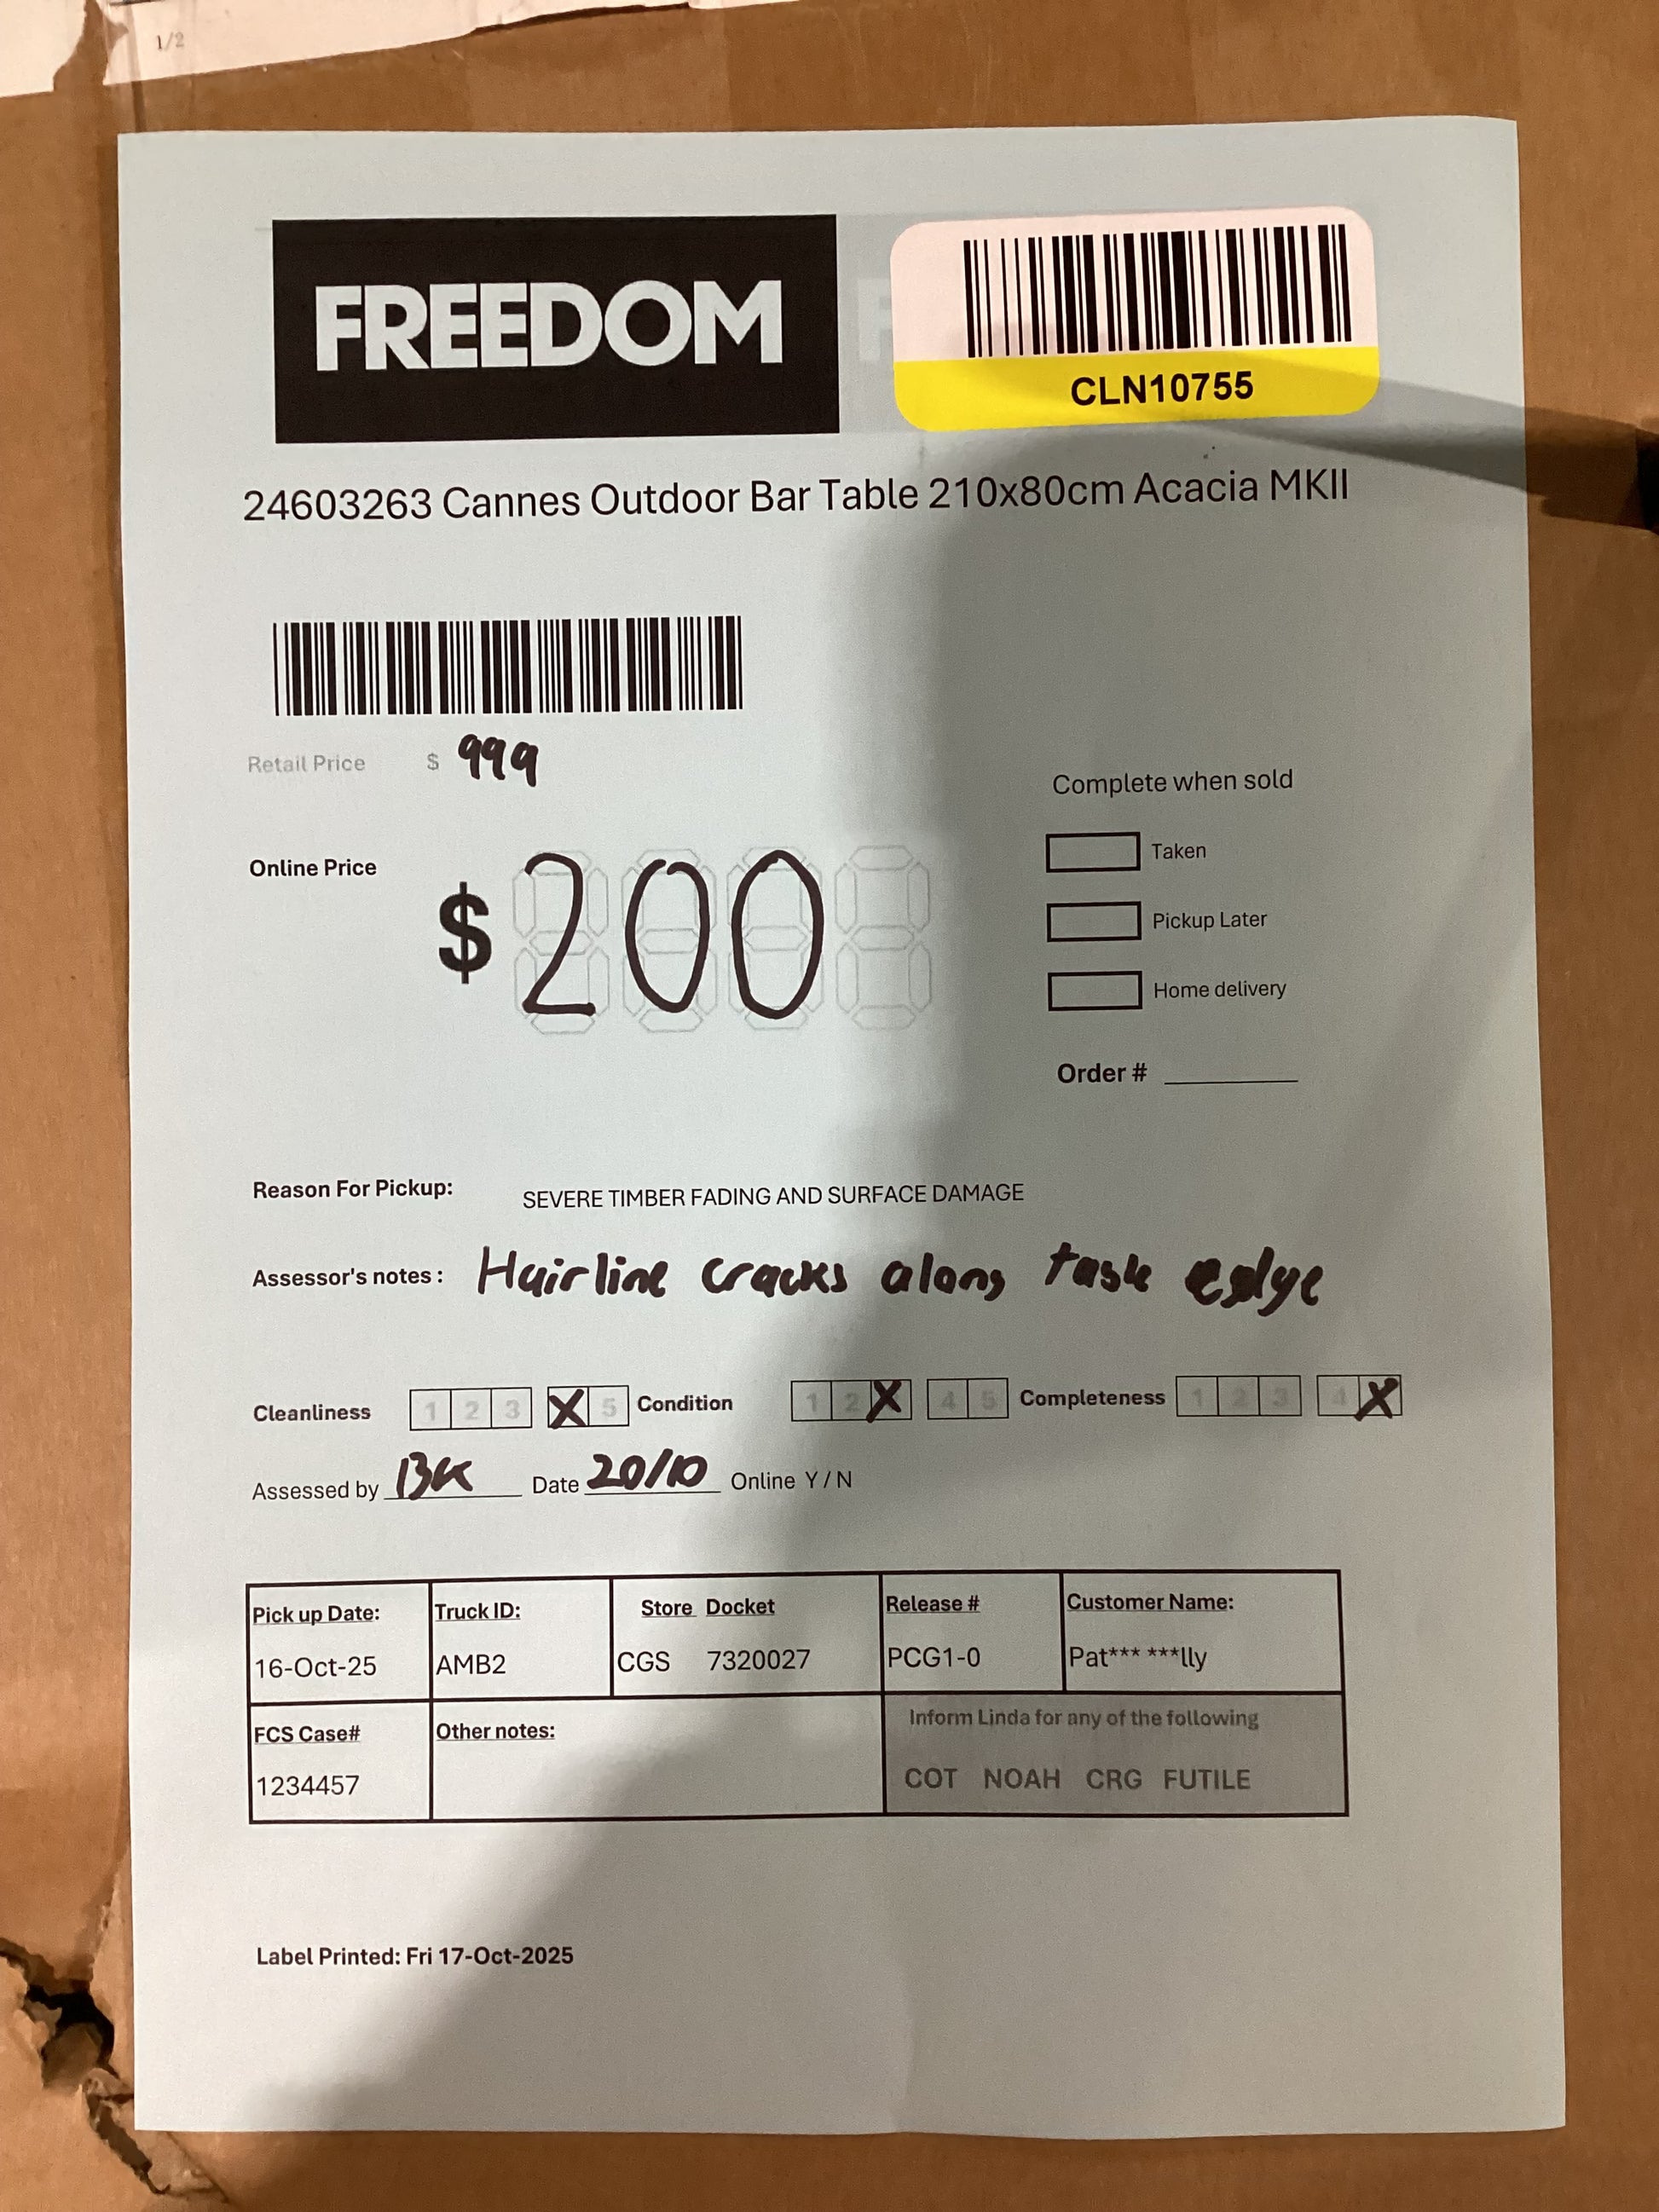 1/2
FREEDOM
CLN10755
24603263 Cannes Outdoor Bar Table 210x80cm Acacia MKII
Retail Price $ 999
Complete when sold
Online Price $ 200
Taken
Pickup Later
Home delivery
Order #
Reason For Pickup: SEVERE TIMBER FADING AND SURFACE DAMAGE
Assessor's notes : Hairline cracks along edge
Cleanliness 1 2 3 X 5 Condition 1 2 X 4 5 Completeness 1 2 3 4 X
Assessed by BK Date 20/10 Online Y / N
Pick up Date: Truck ID: Store Docket Release # Customer Name:
16-Oct-25 AMB2 CGS 7320027 PCG1-0 Pat*** ***lly
FCS Case# Other notes: Inform Linda for any of the following
1234457 COT NOAH CRG FUTILE
Label Printed: Fri 17-Oct-2025